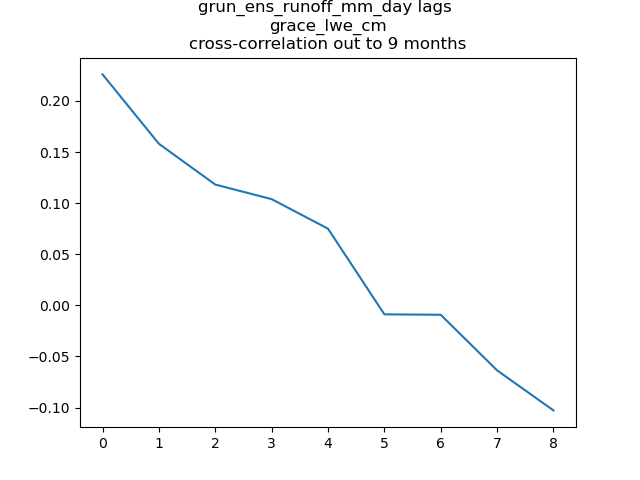 grun_ens_runoff_mm_day lags
grace_lwe_cm
cross-correlation out to 9 months
0.20
0.15
0.10
0.05
0.00
−0.05
−0.10
0 1 2 3 4 5 6 7 8